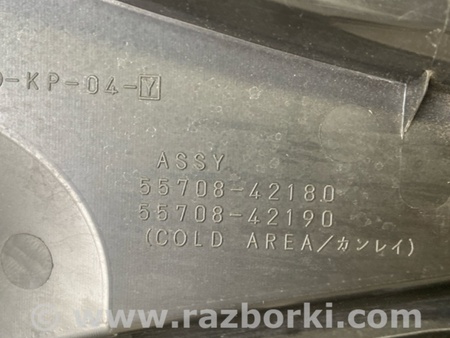 -KP-04-Y
ASSY
55708-42180
55708-42190
(COLD AREA/カンレイ)
www.razborki.com